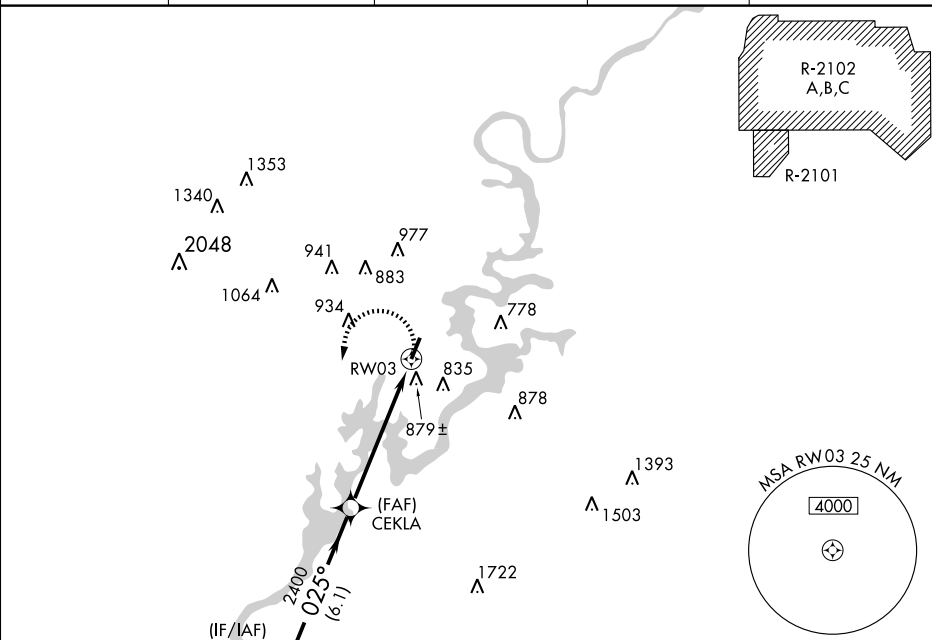 R-2102
A,B,C
R-2101
1353
1340
2048
977
941
883
1064
934
778
RW03
835
879±
878
(FAF)
CEKLA
1393
1503
MSA RW03 25 NM
4000
1722
2400
025°
(6.1)
(IF/IAF)